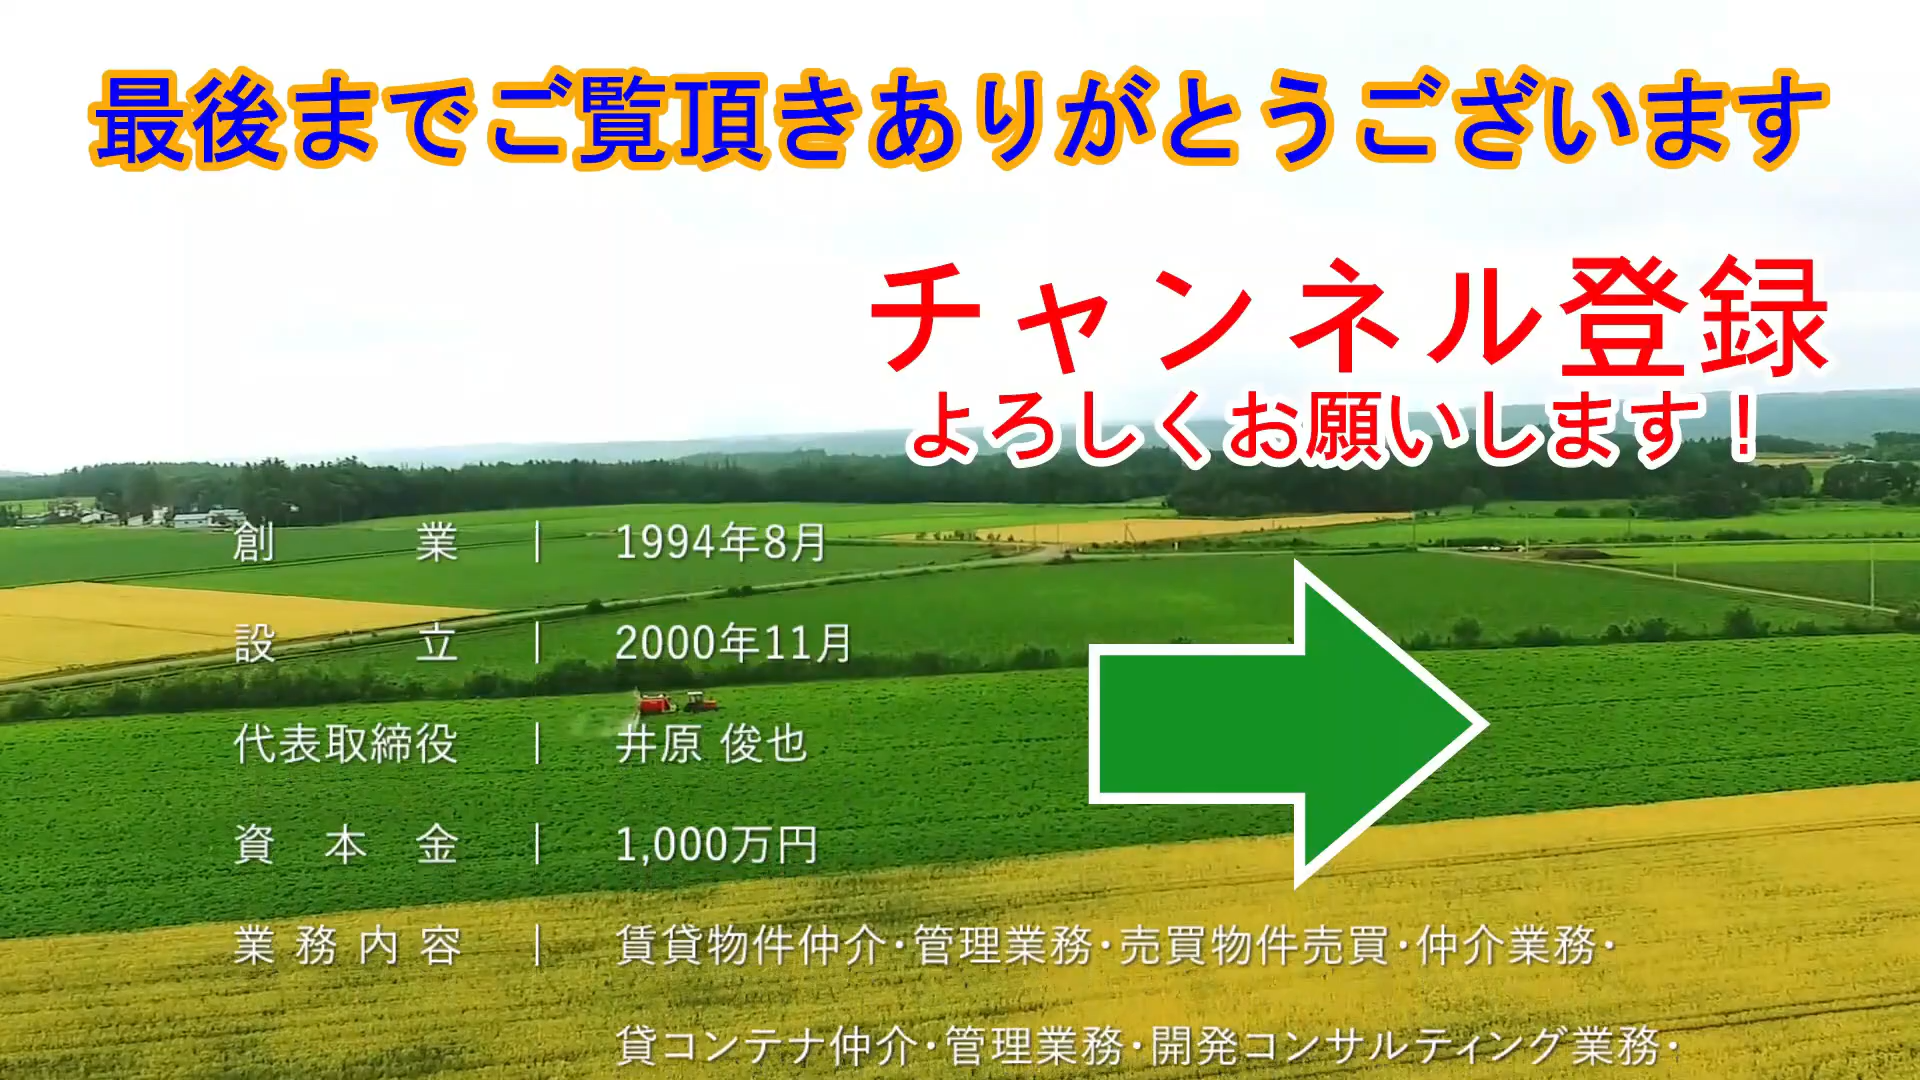 最後までご覧頂きありがとうございます
チャンネル登録
よろしくお願いします！
創業｜1994年8月
設立｜2000年11月
代表取締役｜井原 俊也
資本金｜1,000万円
業務内容｜賃貸物件仲介・管理業務・売買物件売買・仲介業務・
貸コンテナ仲介・管理業務・開発コンサルティング業務・